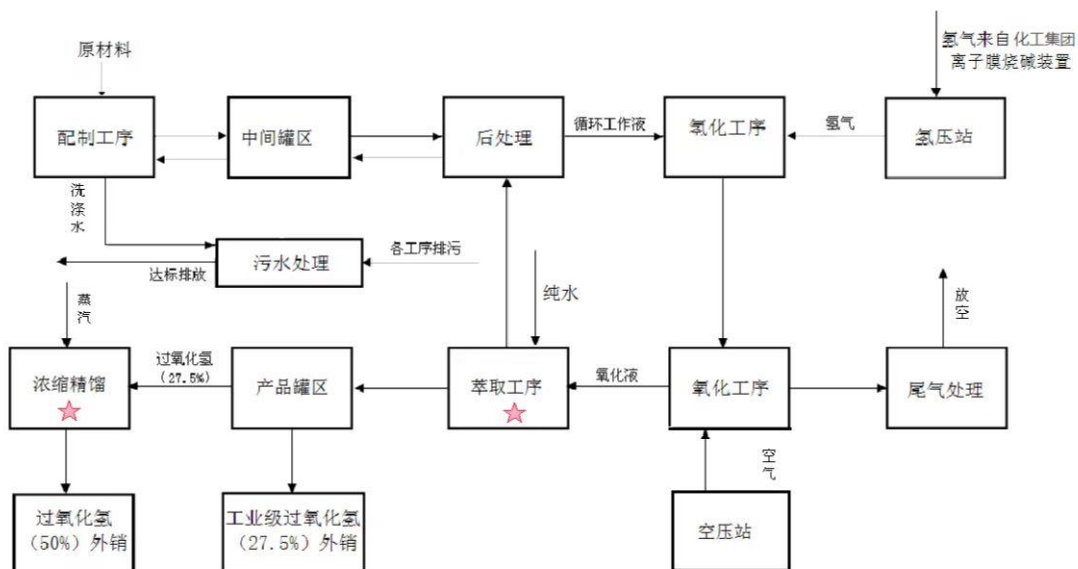 原材料
氢气来自化工集团
离子膜烧碱装置
配制工序
中间罐区
后处理
循环工作液
氢化工序
氢气
氢压站
洗涤水
污水处理
各工序排污
达标排放
蒸汽
纯水
放空
浓缩精馏
过氧化氢
(27.5%)
产品罐区
萃取工序
氧化液
氧化工序
尾气处理
空气
过氧化氢
(50%)外销
工业级过氧化氢
(27.5%)外销
空压站